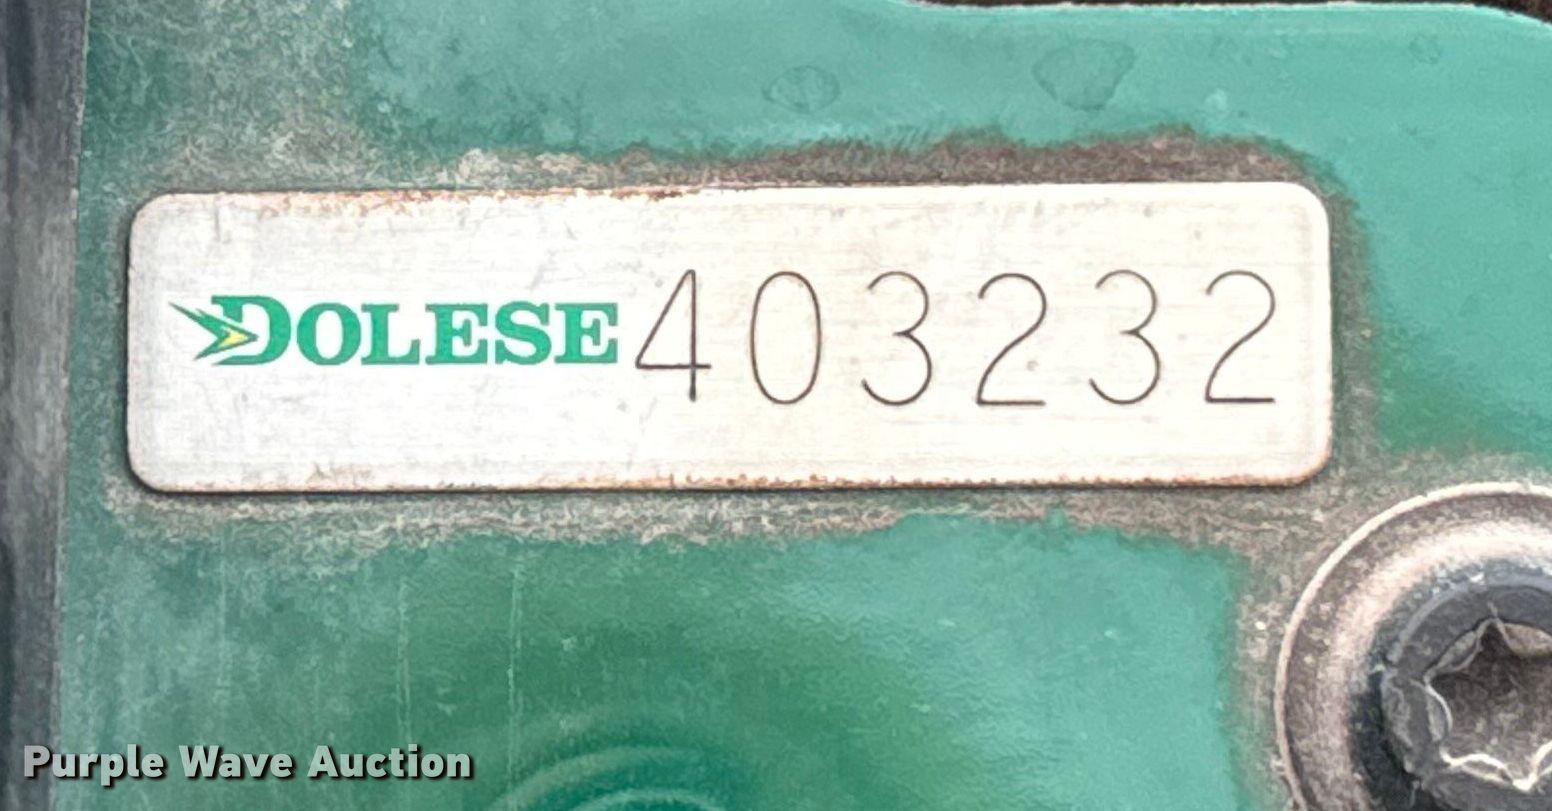 DOLESE 403232
Purple Wave Auction